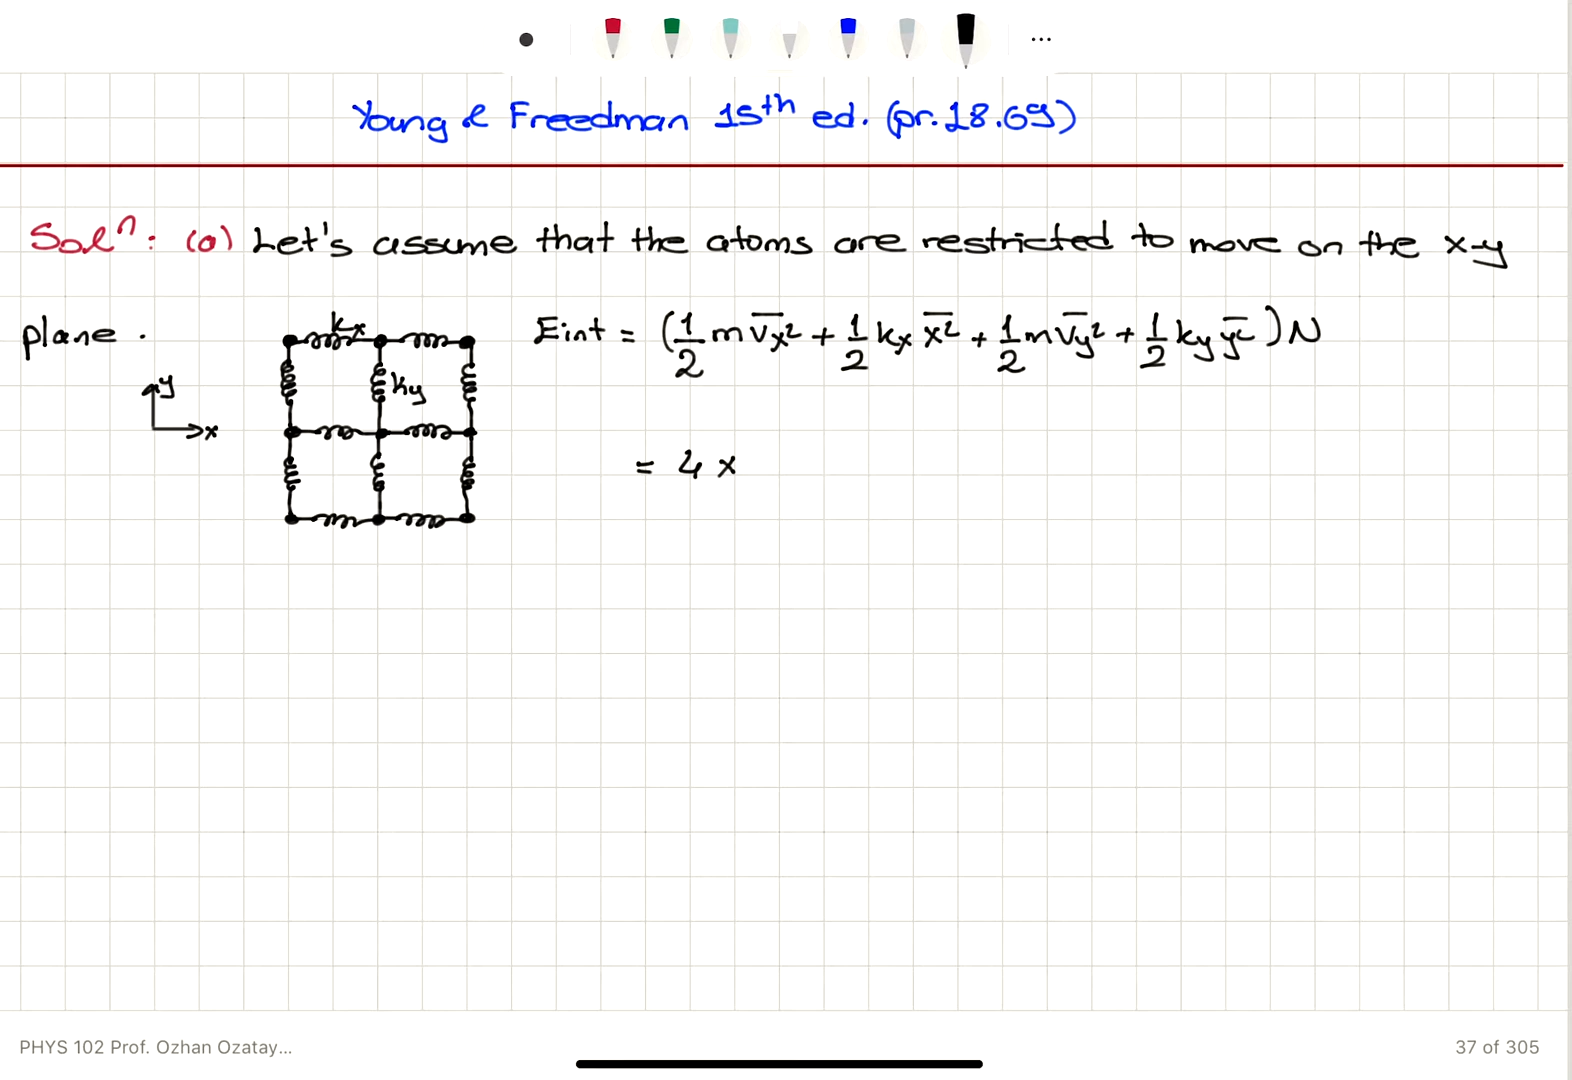 Young & Freedman 15th ed. (pr. 18.69)
Soln: (a) Let's assume that the atoms are restricted to move on the x-y
plane.
kx
Eint = (1/2 m v̅x² + 1/2 kx x̅² + 1/2 m v̅y² + 1/2 ky y̅²) N
y
ky
x
= 4 x
PHYS 102 Prof. Ozhan Ozatay...
37 of 305